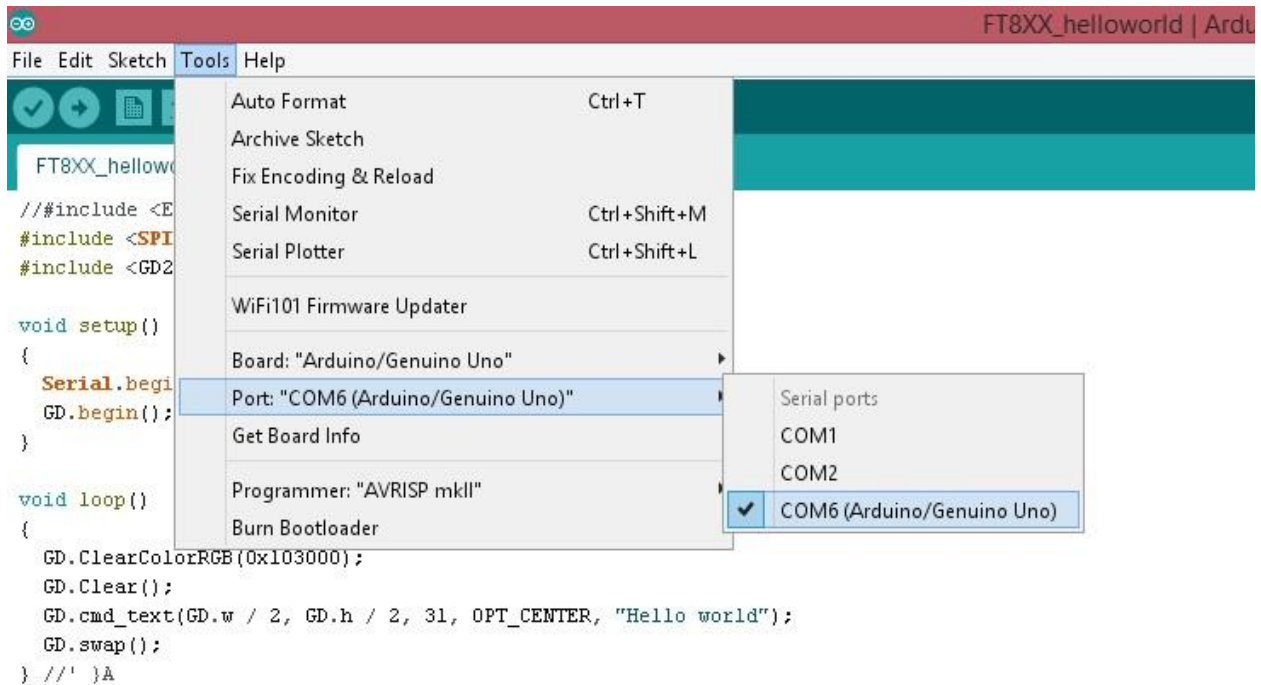 FT8XX_helloworld | Ardu
File Edit Sketch Tools Help
Auto Format Ctrl+T
Archive Sketch
FT8XX_hellow
Fix Encoding & Reload
//#include <E
Serial Monitor Ctrl+Shift+M
#include <SPI
Serial Plotter Ctrl+Shift+L
#include <GD2
WiFi101 Firmware Updater
void setup()
{
Board: "Arduino/Genuino Uno"
Serial.begi
Port: "COM6 (Arduino/Genuino Uno)"
Serial ports
GD.begin();
Get Board Info
COM1
}
COM2
void loop()
Programmer: "AVRISP mkII"
COM6 (Arduino/Genuino Uno)
{
Burn Bootloader
GD.ClearColorRGB(0x103000);
GD.Clear();
GD.cmd_text(GD.w / 2, GD.h / 2, 31, OPT_CENTER, "Hello world");
GD.swap();
} //' }A